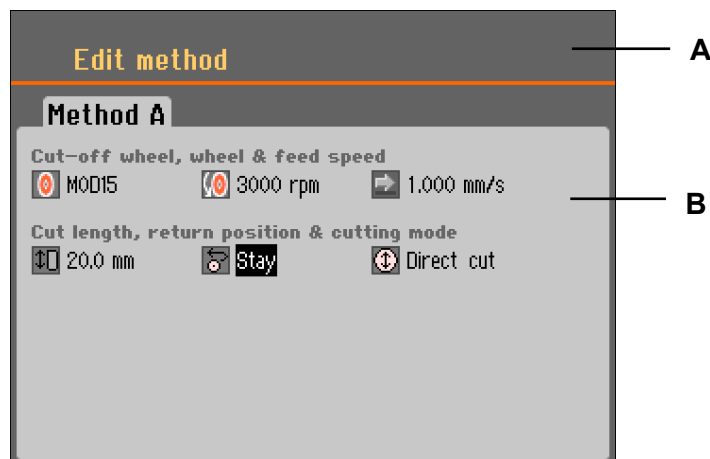 Edit method
A
Method A
Cut-off wheel, wheel & feed speed
MOD15 3000 rpm 1.000 mm/s
B
Cut length, return position & cutting mode
20.0 mm Stay Direct cut